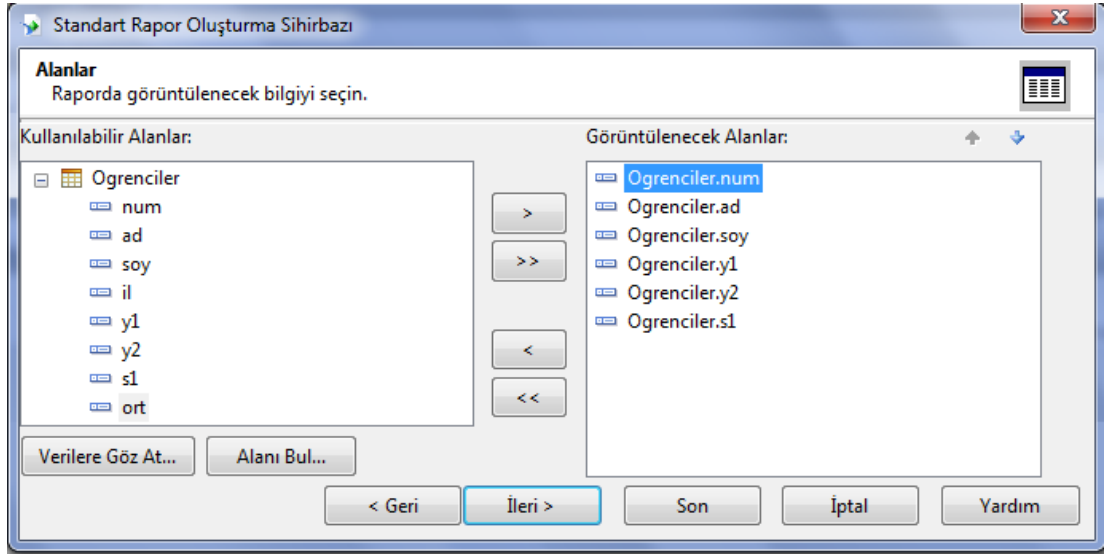 Standart Rapor Oluşturma Sihirbazı
x
Alanlar
Raporda görüntülenecek bilgiyi seçin.
Kullanılabilir Alanlar:
Ogrenciler
num
ad
soy
il
y1
y2
s1
ort
>
>>
<
<<
Görüntülenecek Alanlar:
Ogrenciler.num
Ogrenciler.ad
Ogrenciler.soy
Ogrenciler.y1
Ogrenciler.y2
Ogrenciler.s1
Verilere Göz At...
Alanı Bul...
< Geri
İleri >
Son
İptal
Yardım